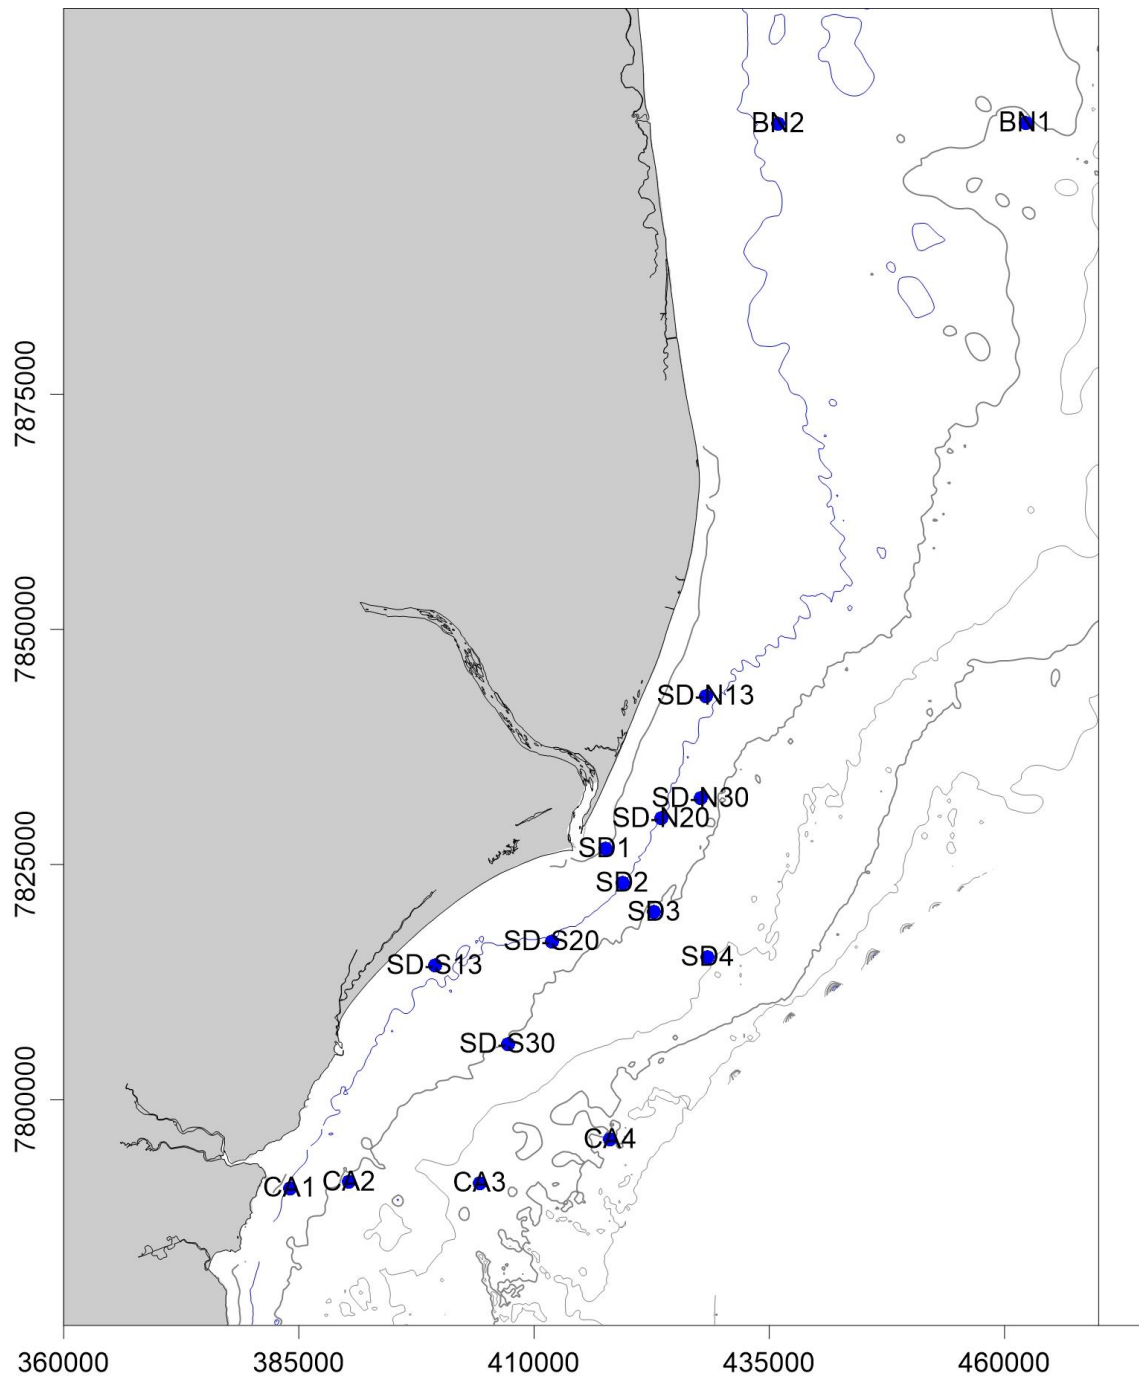 BN2
BN1
7875000
7850000
SD-N13
SD-N30
SD-N20
SD1
7825000
SD2
SD3
SD-S20
SD4
SD-S13
SD-S30
7800000
CA4
CA2
CA3
CA1
360000
385000
410000
435000
460000